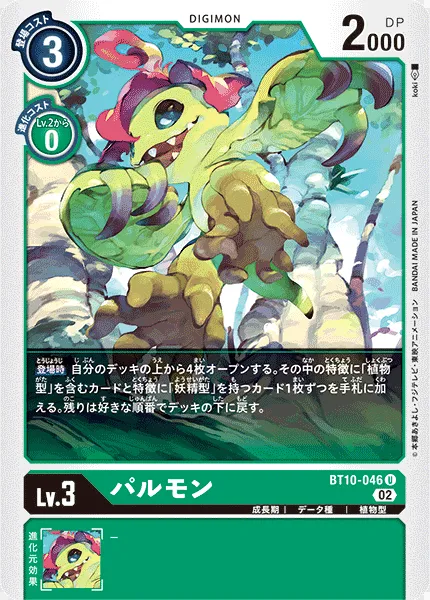 登場コスト
3
DIGIMON
2000
DP
進化コスト
Lv.2から
0
koki
©本郷あきよし・フジテレビ・東映アニメーション BANDAI MADE IN JAPAN
登場時 自分のデッキの上から4枚オープンする。その中の特徴に「植物
型」を含むカードと特徴に「妖精型」を持つカード1枚ずつを手札に加
える。残りは好きな順番でデッキの下に戻す。
Lv.3
パルモン
BT10-046 U
02
成長期 | データ種 | 植物型
進化元効果
—